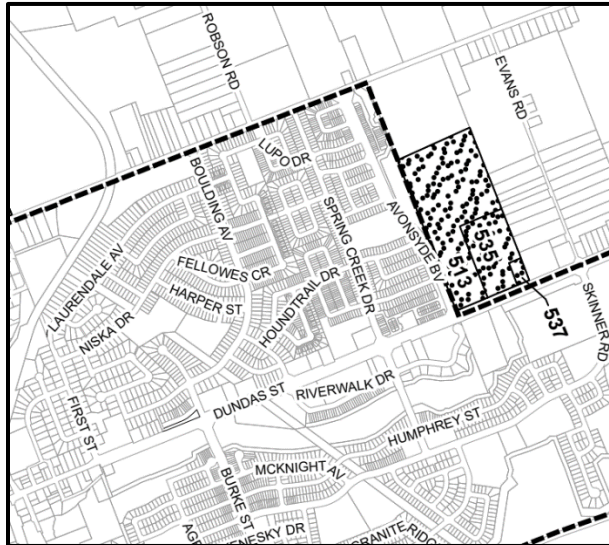 ROBSON RD
EVANS RD
LUPO DR
BOULDING AV
SPRING CREEK DR
AVONSYDE BV
LAURENDALE AV
FELLOWES CR
HARPER ST
HOUNDTRAIL DR
NISKA DR
513
535
537
SKINNER RD
DUNDAS ST
RIVERWALK DR
FIRST ST
HUMPHREY ST
BURKE ST
MCKNIGHT AV